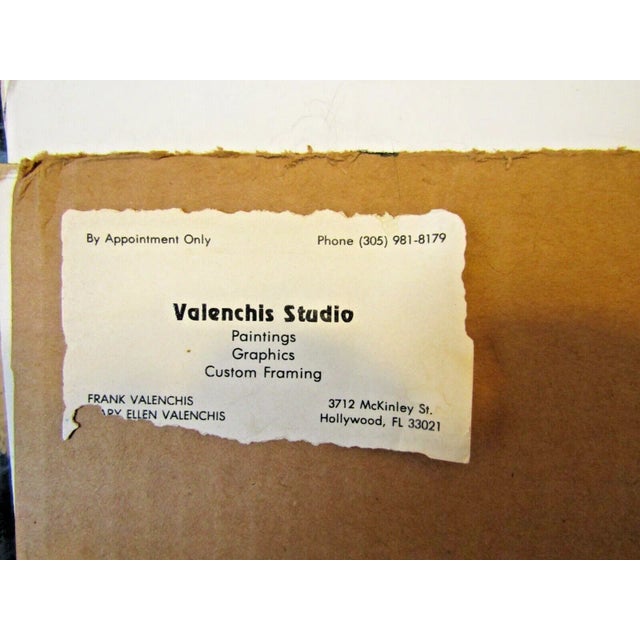 By Appointment Only Phone (305) 981-8179
Valenchis Studio
Paintings
Graphics
Custom Framing
FRANK VALENCHIS 3712 McKinley St.
ELLEN VALENCHIS Hollywood, FL 33021